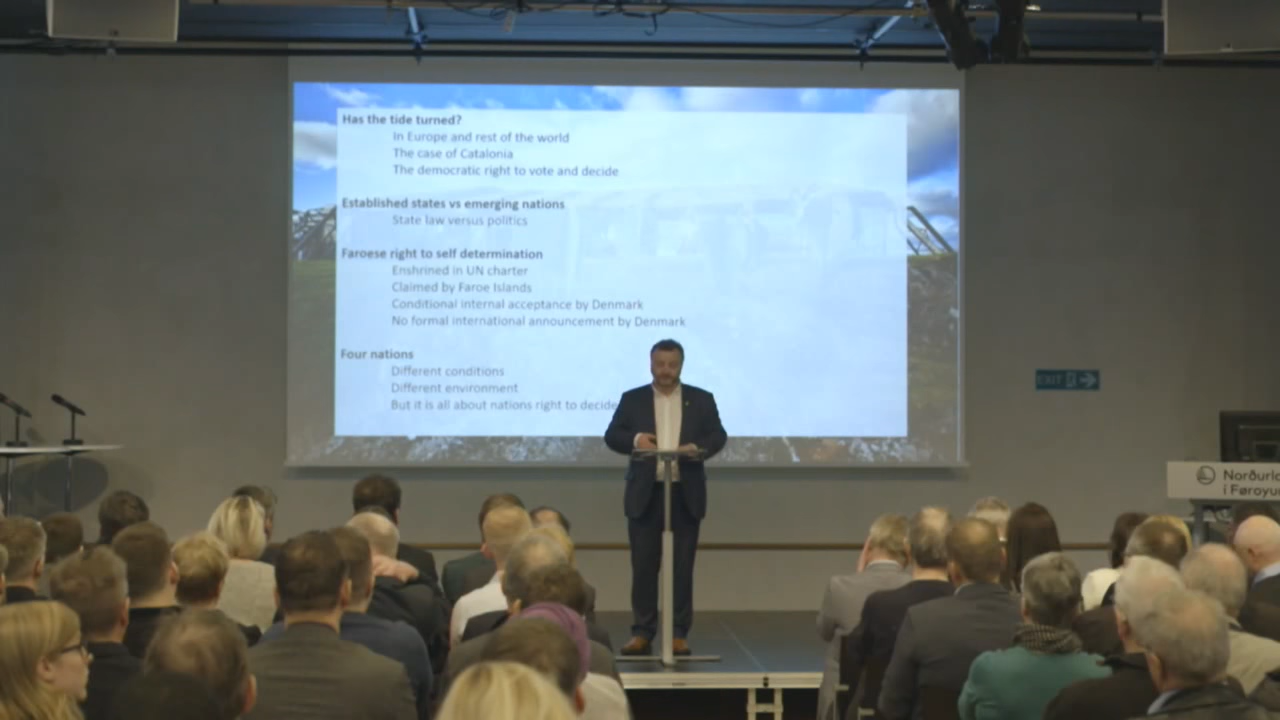 Has the tide turned?
In Europe and rest of the world
The case of Catalonia
The democratic right to vote and decide
Established states vs emerging nations
State law versus politics
Faroese right to self determination
Enshrined in UN charter
Claimed by Faroe Islands
Conditional internal acceptance by Denmark
No formal international announcement by Denmark
Four nations
Different conditions
Different environment
But it is all about nations right to decide
EXIT
Norðurlo
í Føroyu